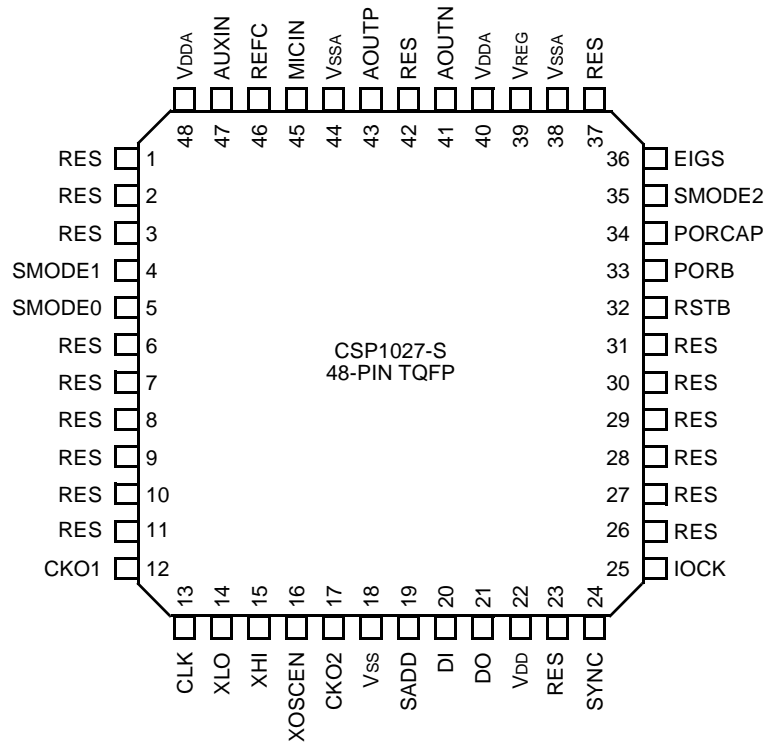 VDDA AUXIN REFC MICIN VSSA AOUTP RES AOUTN VDDA VREG VSSA RES
48 47 46 45 44 43 42 41 40 39 38 37
RES 1 36 EIGS
RES 2 35 SMODE2
RES 3 34 PORCAP
SMODE1 4 33 PORB
SMODE0 5 32 RSTB
RES 6 31 RES
CSP1027-S
48-PIN TQFP
RES 7 30 RES
RES 8 29 RES
RES 9 28 RES
RES 10 27 RES
RES 11 26 RES
CKO1 12 25 IOCK
13 14 15 16 17 18 19 20 21 22 23 24
CLK XLO XHI XOSCEN CKO2 VSS SADD DI DO VDD RES SYNC